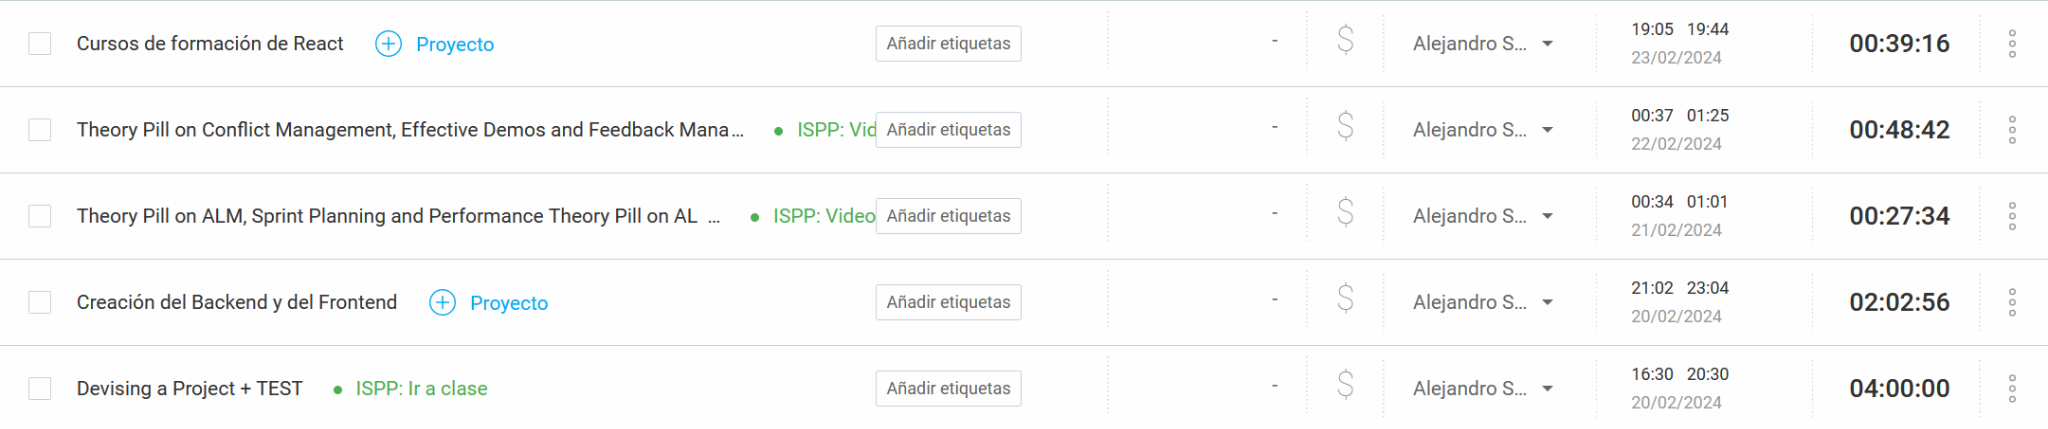 Cursos de formación de React Proyecto Añadir etiquetas - $ Alejandro S... 19:05 19:44 00:39:16
23/02/2024
Theory Pill on Conflict Management, Effective Demos and Feedback Mana... ISPP: Vid Añadir etiquetas - $ Alejandro S... 00:37 01:25 00:48:42
22/02/2024
Theory Pill on ALM, Sprint Planning and Performance Theory Pill on AL ... ISPP: Video Añadir etiquetas - $ Alejandro S... 00:34 01:01 00:27:34
21/02/2024
Creación del Backend y del Frontend Proyecto Añadir etiquetas - $ Alejandro S... 21:02 23:04 02:02:56
20/02/2024
Devising a Project + TEST ISPP: Ir a clase Añadir etiquetas - $ Alejandro S... 16:30 20:30 04:00:00
20/02/2024